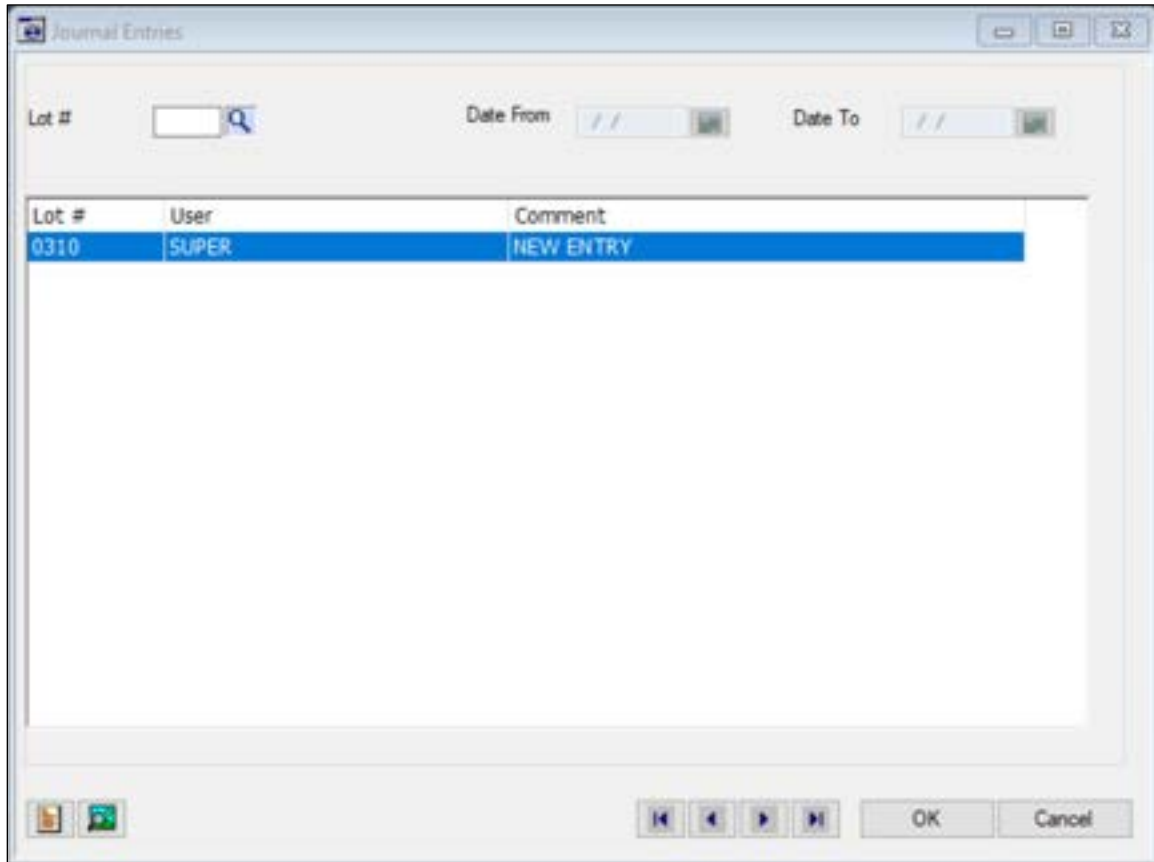 Journal Entries
Lot # Date From / / Date To / /
Lot # User Comment
0310 SUPER NEW ENTRY
OK Cancel